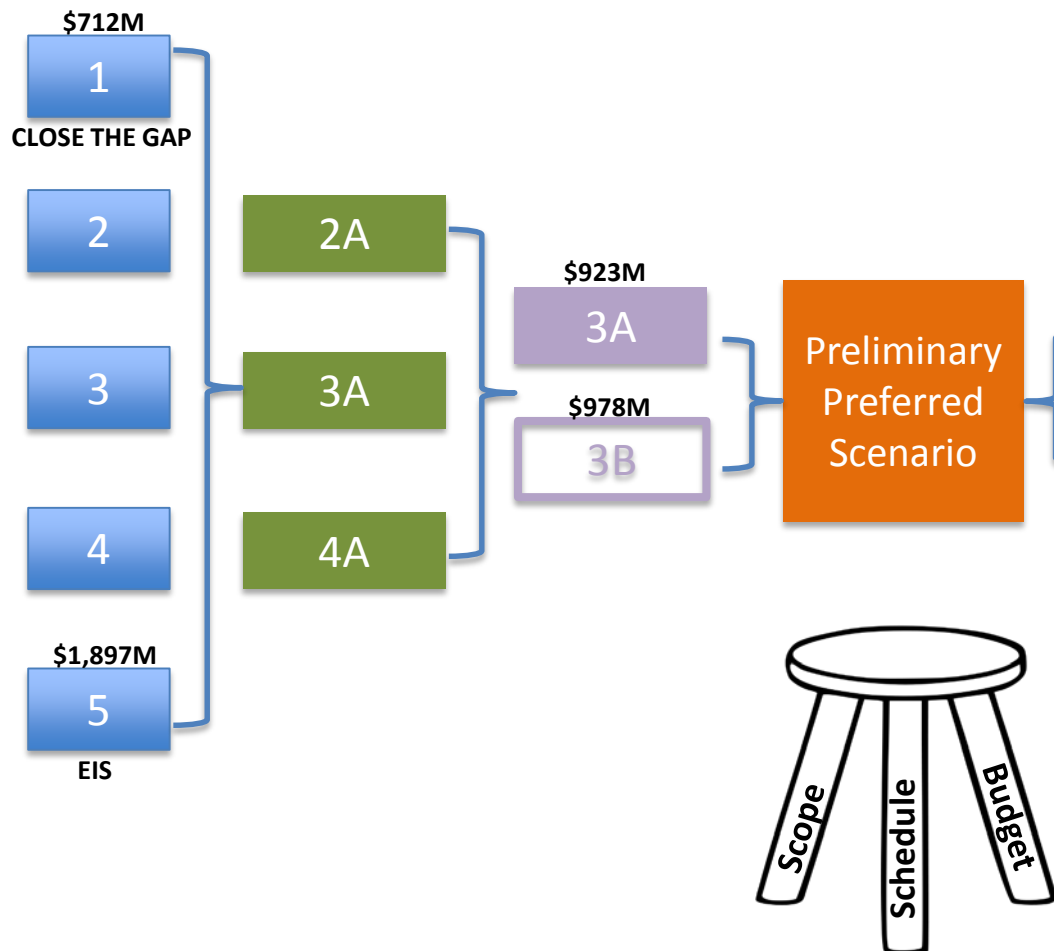 $712M
1
CLOSE THE GAP
2
3
4
$1,897M
5
EIS
2A
3A
4A
$923M
3A
$978M
3B
Preliminary
Preferred
Scenario
Scope
Schedule
Budget